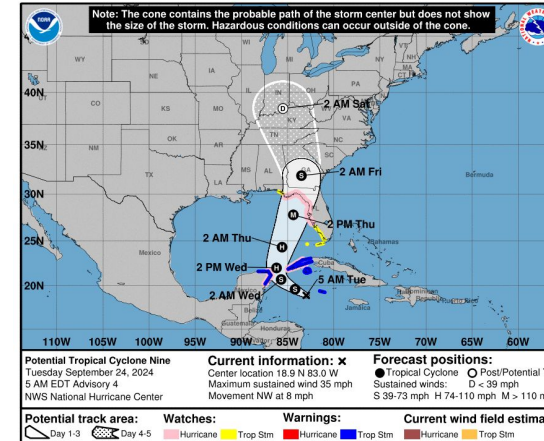 Note: The cone contains the probable path of the storm center but does not show
the size of the storm. Hazardous conditions can occur outside of the cone.
NOAA
WY
NE
IA
IL
IN
OH
PA
NY
VT
NH
MA
CT RI
NJ
40N
2 AM Sat
D
CO
KS
MO
KY
VA
OK
TN
NC
35N
NM
AR
SC
2 AM Fri
S
TX
MS
AL
GA
LA
Bermuda
30N
FL
M
2 PM Thu
2 AM Thu
H
25N
Mexico
Bahamas
2 PM Wed
H
Cuba
5 AM Tue
20N
2 AM Wed
S
S
Mexico
Belize
Dominican
Republic
Puerto Rico
Guatemala
Honduras
110W 105W 100W 95W 90W 85W 80W 75W 70W 65W 60W
Potential Tropical Cyclone Nine
Tuesday September 24, 2024
5 AM EDT Advisory 4
NWS National Hurricane Center
Current information: ×
Center location 18.9 N 83.0 W
Maximum sustained wind 35 mph
Movement NW at 8 mph
Forecast positions:
Tropical Cyclone Post/Potential T
Sustained winds: D < 39 mph
S 39-73 mph H 74-110 mph M > 110 m
Potential track area:
Day 1-3 Day 4-5
Watches:
Hurricane Trop Stm
Warnings:
Hurricane Trop Stm
Current wind field estima
Hurricane Trop Stm